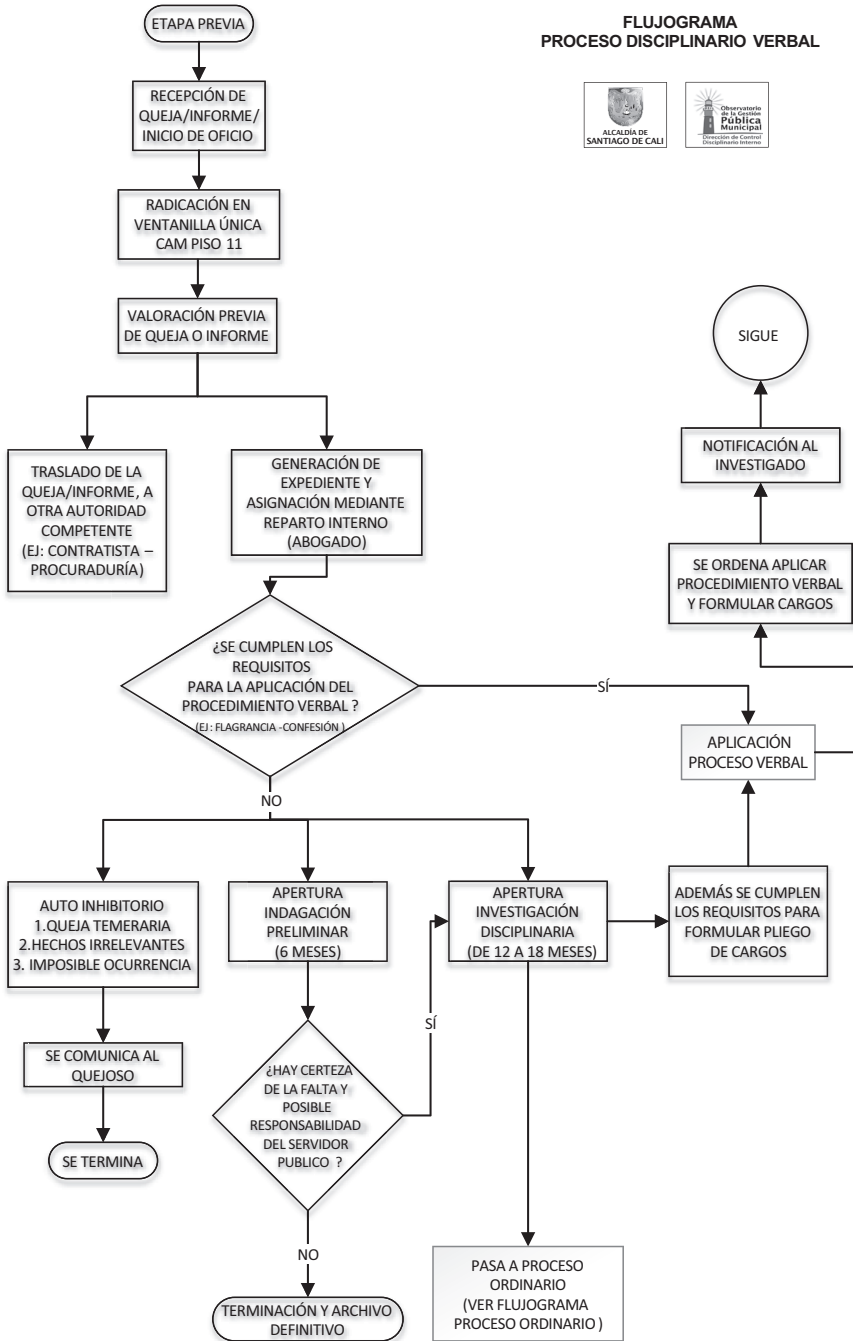 FLUJOGRAMA
PROCESO DISCIPLINARIO VERBAL
ALCALDÍA DE
SANTIAGO DE CALI
Observatorio
de la Gestión
Pública
Municipal
Dirección de Control
Disciplinario Interno
ETAPA PREVIA
RECEPCIÓN DE
QUEJA/INFORME/
INICIO DE OFICIO
RADICACIÓN EN
VENTANILLA ÚNICA
CAM PISO 11
VALORACIÓN PREVIA
DE QUEJA O INFORME
TRASLADO DE LA
QUEJA/INFORME, A
OTRA AUTORIDAD
COMPETENTE
(EJ: CONTRATISTA –
PROCURADURÍA)
GENERACIÓN DE
EXPEDIENTE Y
ASIGNACIÓN MEDIANTE
REPARTO INTERNO
(ABOGADO)
¿SE CUMPLEN LOS
REQUISITOS
PARA LA APLICACIÓN DEL
PROCEDIMIENTO VERBAL ?
(EJ: FLAGRANCIA -CONFESIÓN )
SÍ
NO
APLICACIÓN
PROCESO VERBAL
SE ORDENA APLICAR
PROCEDIMIENTO VERBAL
Y FORMULAR CARGOS
NOTIFICACIÓN AL
INVESTIGADO
SIGUE
AUTO INHIBITORIO
1.QUEJA TEMERARIA
2.HECHOS IRRELEVANTES
3. IMPOSIBLE OCURRENCIA
SE COMUNICA AL
QUEJOSO
SE TERMINA
APERTURA
INDAGACIÓN
PRELIMINAR
(6 MESES)
¿HAY CERTEZA
DE LA FALTA Y
POSIBLE
RESPONSABILIDAD
DEL SERVIDOR
PUBLICO ?
SÍ
NO
TERMINACIÓN Y ARCHIVO
DEFINITIVO
APERTURA
INVESTIGACIÓN
DISCIPLINARIA
(DE 12 A 18 MESES)
ADEMÁS SE CUMPLEN
LOS REQUISITOS PARA
FORMULAR PLIEGO
DE CARGOS
PASA A PROCESO
ORDINARIO
(VER FLUJOGRAMA
PROCESO ORDINARIO )